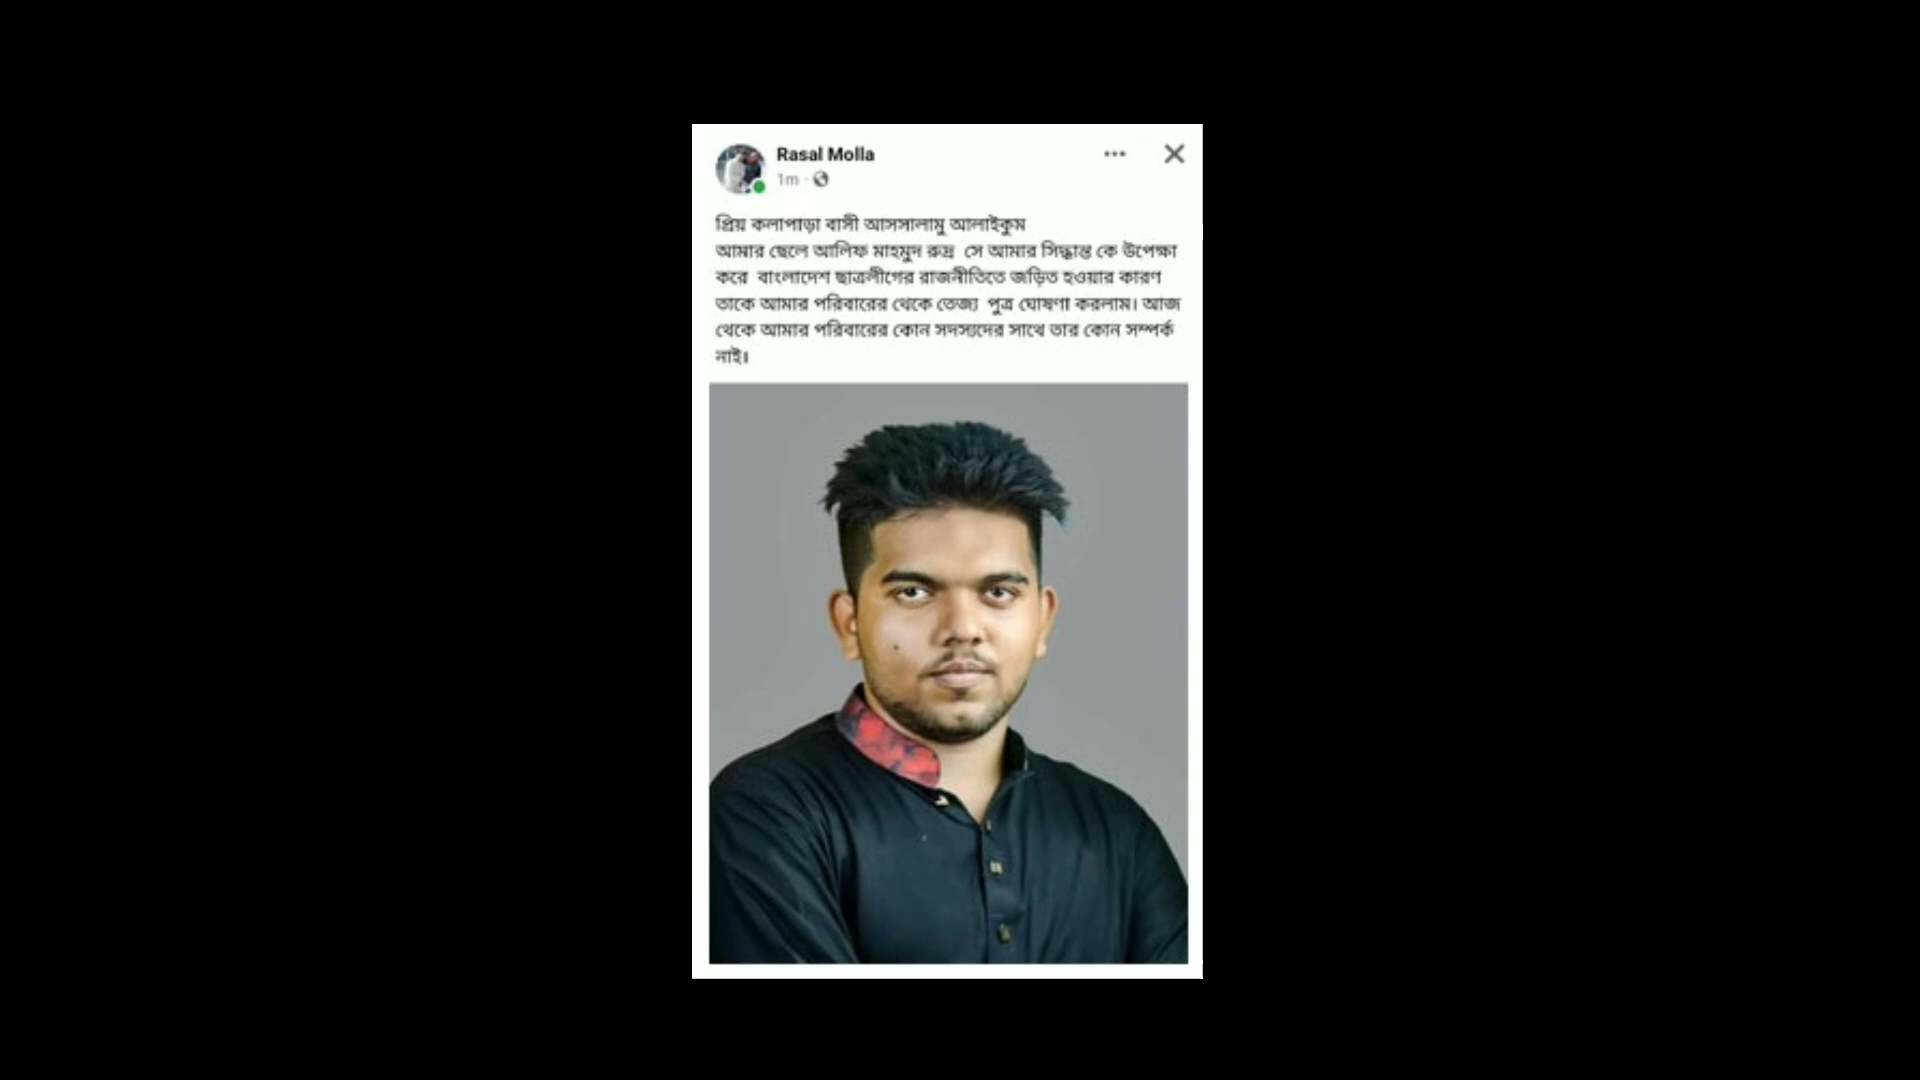 Rasal Molla
1m ·
প্রিয় কলাপাড়া বাসী আসসালামু আলাইকুম
আমার ছেলে আলিফ মাহমুদ রুদ্র সে আমার সিদ্ধান্ত কে উপেক্ষা
করে বাংলাদেশ ছাত্রলীগের রাজনীতিতে জড়িত হওয়ার কারণ
তাকে আমার পরিবারের থেকে তেজ্য পুত্র ঘোষণা করলাম। আজ
থেকে আমার পরিবারের কোন সদস্যদের সাথে তার কোন সম্পর্ক
নাই।